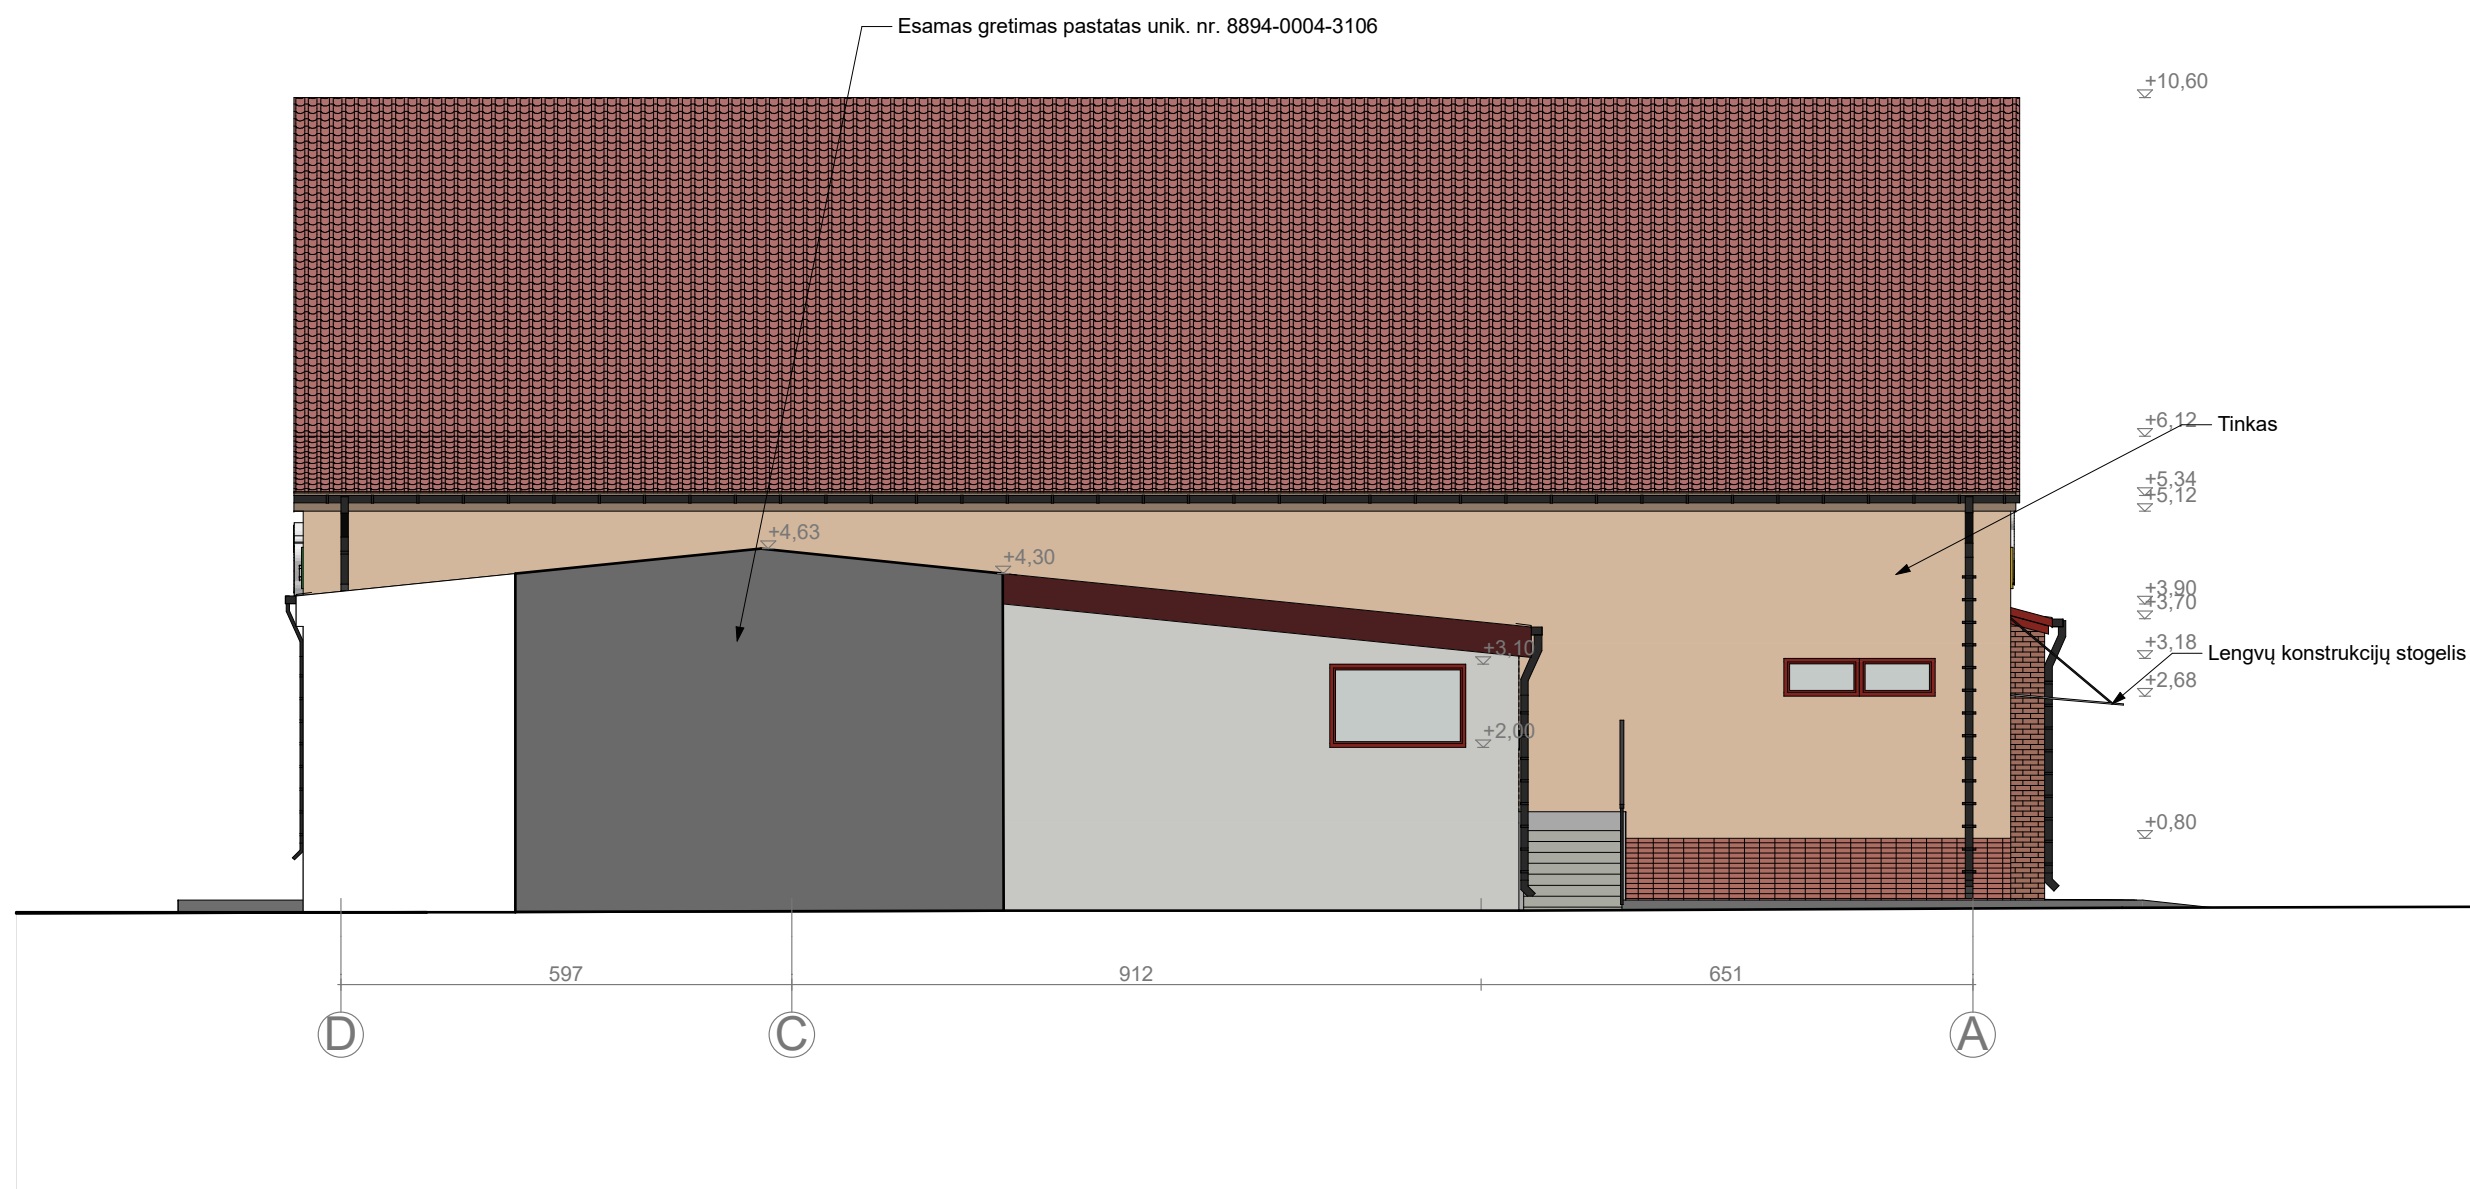 Esamas gretimas pastatas unik. nr. 8894-0004-3106
+10,60
+6,12
Tinkas
+5,34
+5,12
+4,63
+4,30
+3,90
+3,70
+3,10
+3,18
Lengvų konstrukcijų stogelis
+2,68
+2,00
+0,80
597
912
651
D
C
A